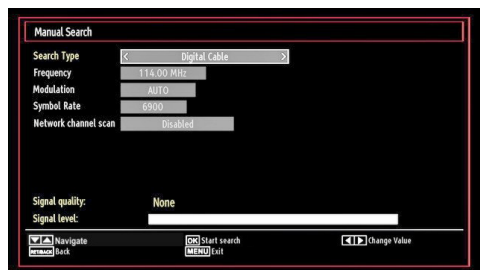 Manual Search
Search Type < Digital Cable >
Frequency 114.00 MHz
Modulation AUTO
Symbol Rate 6900
Network channel scan Disabled
Signal quality: None
Signal level:
Navigate OK Start search Change Value
Back MENU Exit